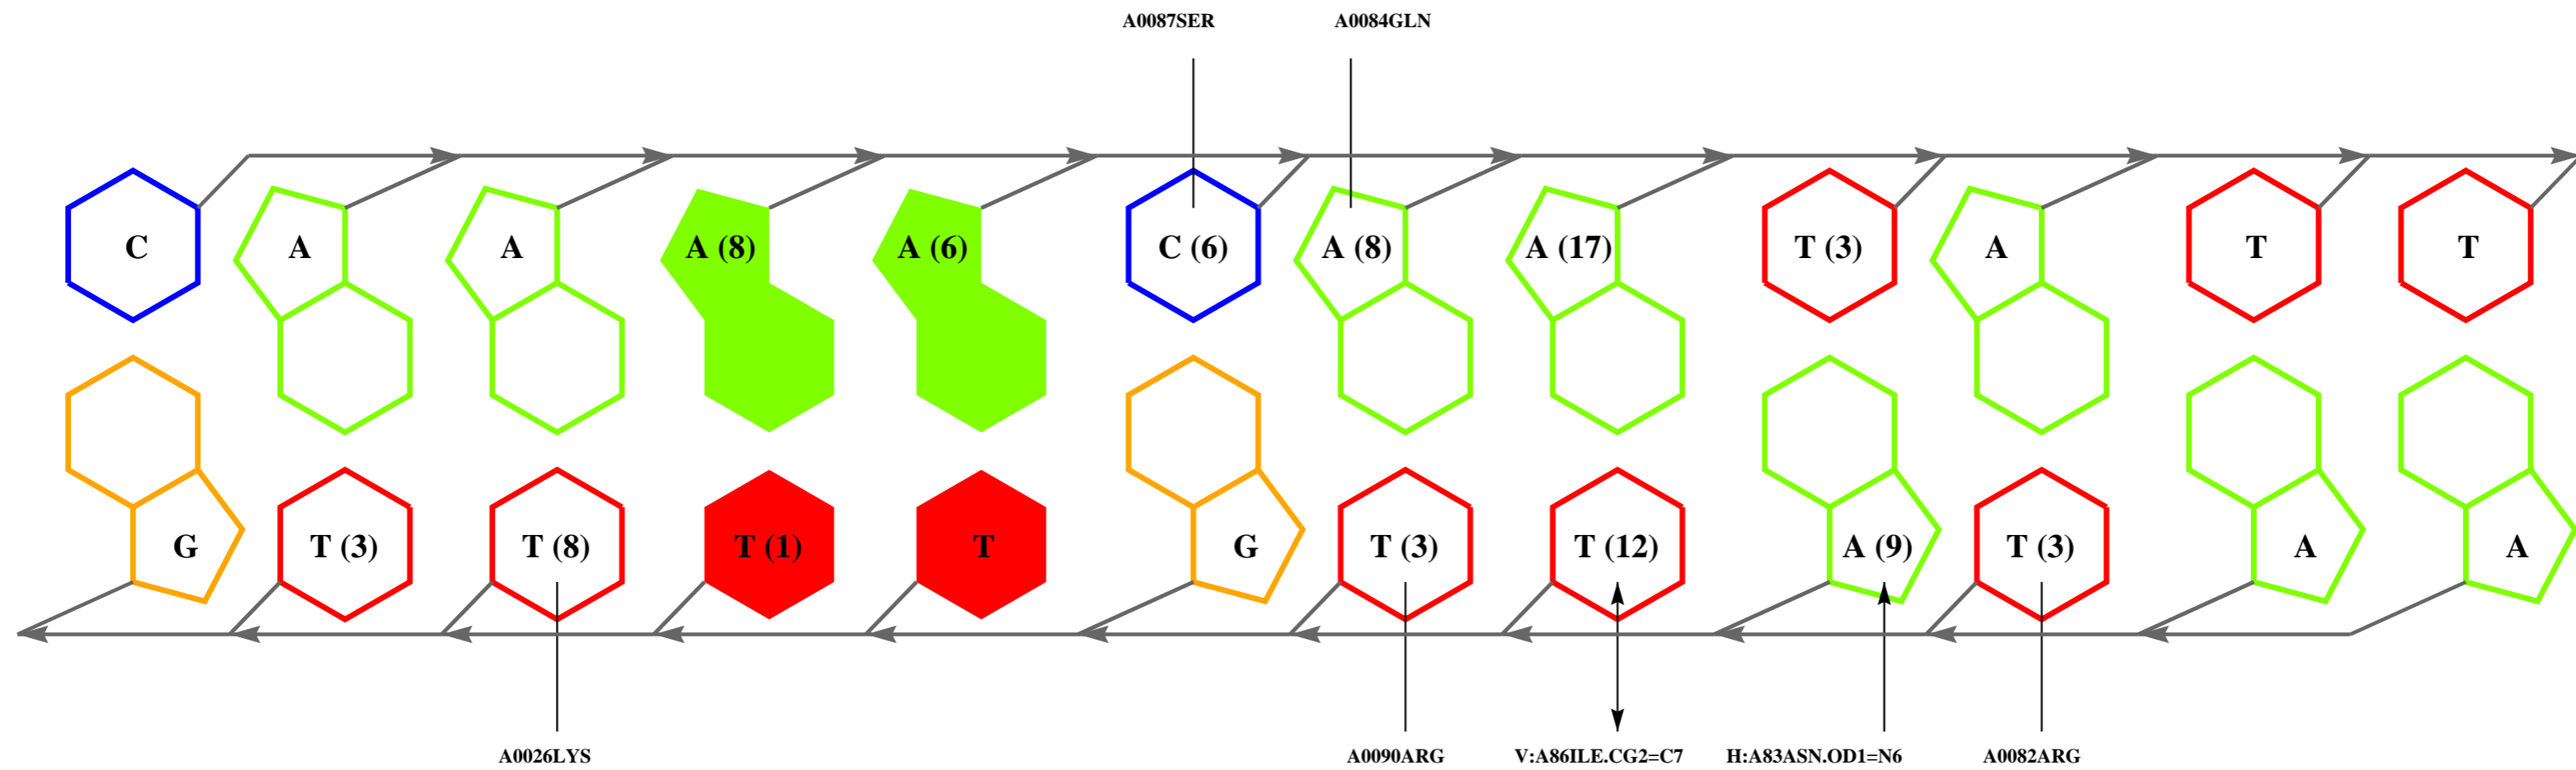 A0087SER A0084GLN
C A A A (8) A (6) C (6) A (8) A (17) T (3) A T T
G T (3) T (8) T (1) T G T (3) T (12) A (9) T (3) A A
A0026LYS A0090ARG V:A86ILE.CG2=C7 H:A83ASN.OD1=N6 A0082ARG